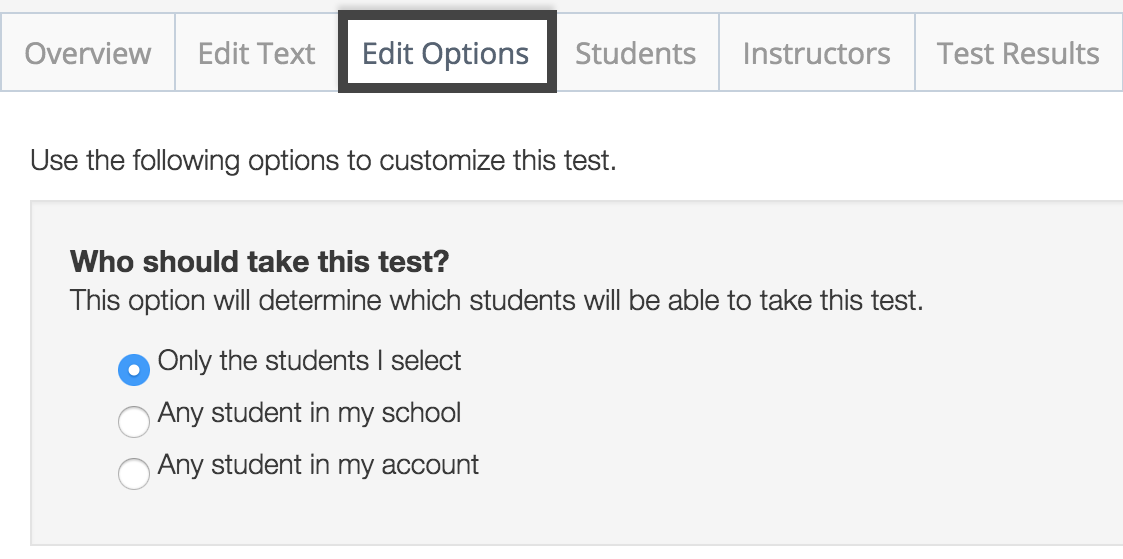 Overview Edit Text Edit Options Students Instructors Test Results
Use the following options to customize this test.
Who should take this test?
This option will determine which students will be able to take this test.
Only the students I select
Any student in my school
Any student in my account